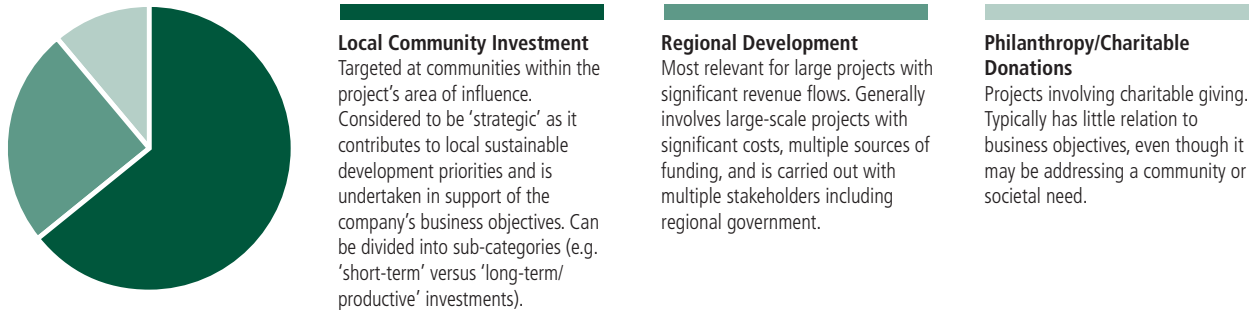 Local Community Investment
Targeted at communities within the
project’s area of influence.
Considered to be ‘strategic’ as it
contributes to local sustainable
development priorities and is
undertaken in support of the
company’s business objectives. Can
be divided into sub-categories (e.g.
‘short-term’ versus ‘long-term/
productive’ investments).
Regional Development
Most relevant for large projects with
significant revenue flows. Generally
involves large-scale projects with
significant costs, multiple sources of
funding, and is carried out with
multiple stakeholders including
regional government.
Philanthropy/Charitable
Donations
Projects involving charitable giving.
Typically has little relation to
business objectives, even though it
may be addressing a community or
societal need.